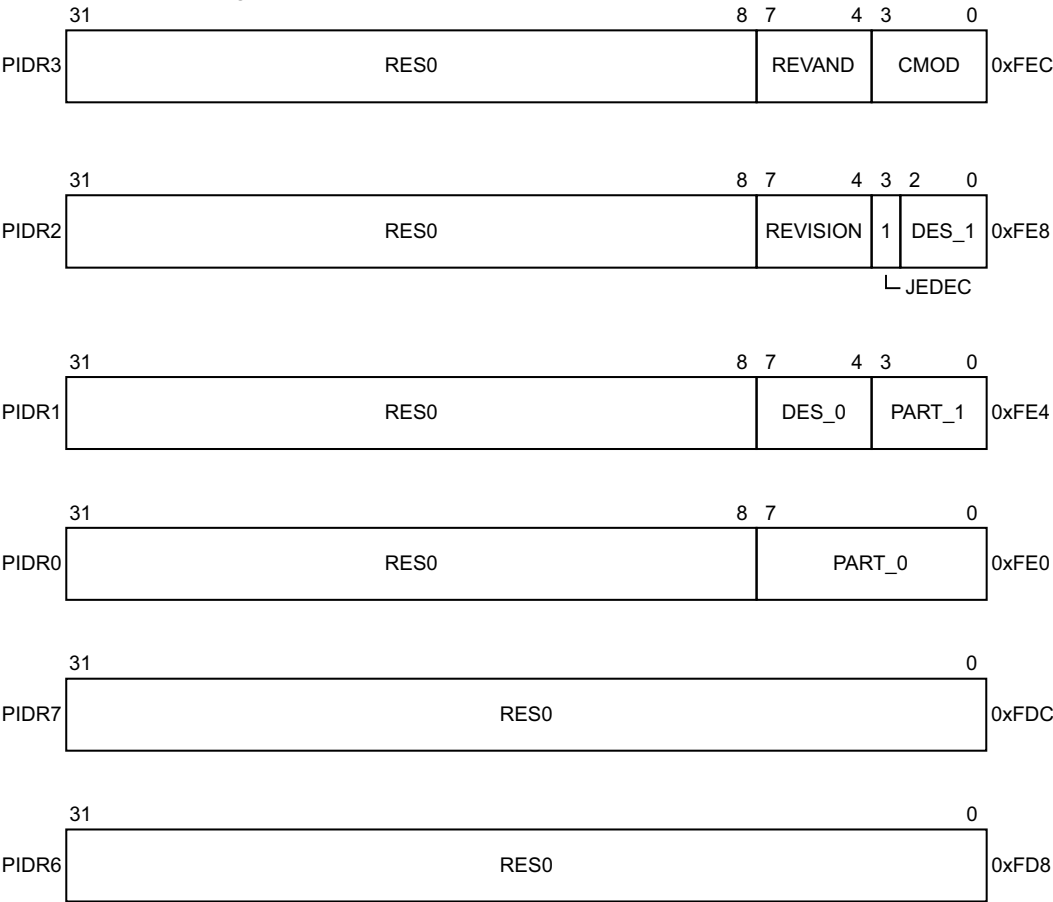 31 8 7 4 3 0
PIDR3 RES0 REVAND CMOD 0xFEC
31 8 7 4 3 2 0
PIDR2 RES0 REVISION 1 DES_1 0xFE8
JEDEC
31 8 7 4 3 0
PIDR1 RES0 DES_0 PART_1 0xFE4
31 8 7 0
PIDR0 RES0 PART_0 0xFE0
31 0
PIDR7 RES0 0xFDC
31 0
PIDR6 RES0 0xFD8